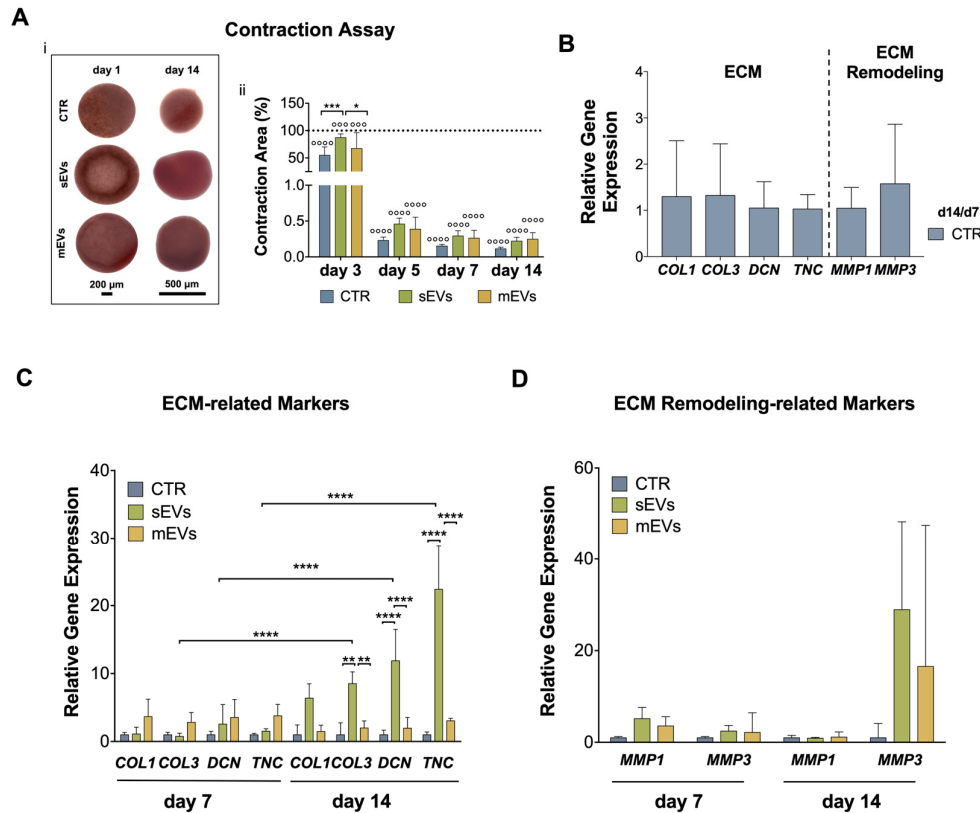 A
Contraction Assay
i
day 1
day 14
CTR
sEVs
mEVs
200 µm
500 µm
ii
Contraction Area (%)
150
100
50
1.0
0.5
0.0
***
*
°°°°
°°°
°°°
°°°°
°°°°
°°°°
°°°°
°°°°
°°°°
°°°°
°°°°
°°°°
day 3
day 5
day 7
day 14
CTR
sEVs
mEVs
B
ECM
ECM
Remodeling
Relative Gene
Expression
4
3
2
1
0
COL1
COL3
DCN
TNC
MMP1
MMP3
d14/d7
CTR
C
ECM-related Markers
Relative Gene Expression
40
30
20
10
0
CTR
sEVs
mEVs
****
****
****
****
****
****
****
**
**
COL1
COL3
DCN
TNC
COL1
COL3
DCN
TNC
day 7
day 14
D
ECM Remodeling-related Markers
Relative Gene Expression
60
40
20
0
CTR
sEVs
mEVs
MMP1
MMP3
MMP1
MMP3
day 7
day 14